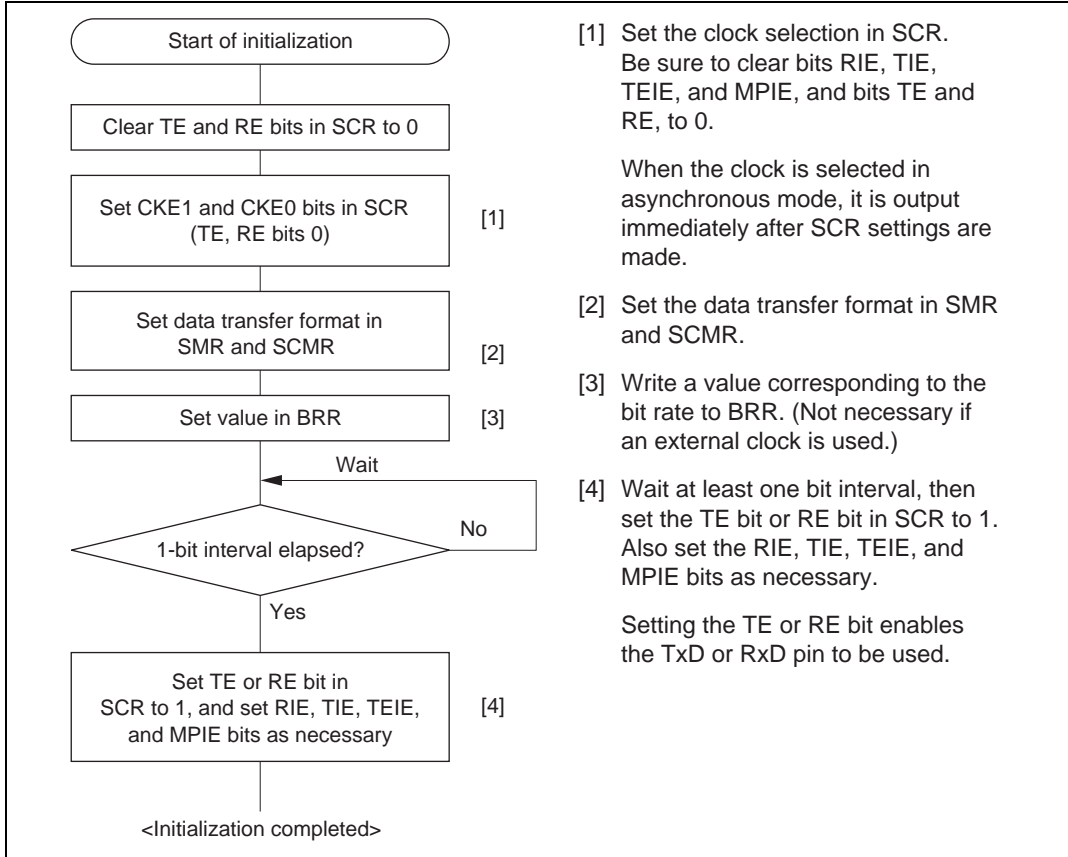 Start of initialization
Clear TE and RE bits in SCR to 0
Set CKE1 and CKE0 bits in SCR
(TE, RE bits 0)
[1]
Set data transfer format in
SMR and SCMR
[2]
Set value in BRR
[3]
Wait
No
1-bit interval elapsed?
Yes
Set TE or RE bit in
SCR to 1, and set RIE, TIE, TEIE,
and MPIE bits as necessary
[4]
<Initialization completed>
[1] Set the clock selection in SCR.
Be sure to clear bits RIE, TIE,
TEIE, and MPIE, and bits TE and
RE, to 0.
When the clock is selected in
asynchronous mode, it is output
immediately after SCR settings are
made.
[2] Set the data transfer format in SMR
and SCMR.
[3] Write a value corresponding to the
bit rate to BRR. (Not necessary if
an external clock is used.)
[4] Wait at least one bit interval, then
set the TE bit or RE bit in SCR to 1.
Also set the RIE, TIE, TEIE, and
MPIE bits as necessary.
Setting the TE or RE bit enables
the TxD or RxD pin to be used.